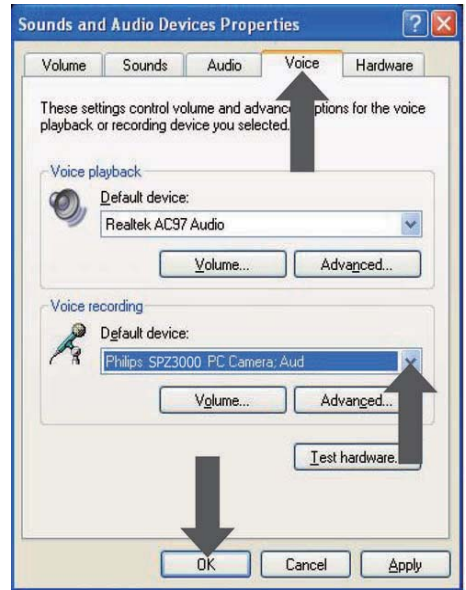 Sounds and Audio Devices Properties
Volume Sounds Audio Voice Hardware
These settings control volume and advanced options for the voice
playback or recording device you selected.
Voice playback
Default device:
Realtek AC97 Audio
Volume... Advanced...
Voice recording
Default device:
Philips SPZ3000 PC Camera; Aud
Volume... Advanced...
Test hardware...
OK Cancel Apply